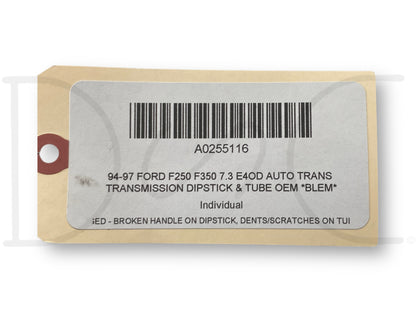 A0255116
94-97 FORD F250 F350 7.3 E4OD AUTO TRANS
TRANSMISSION DIPSTICK & TUBE OEM *BLEM*
Individual
SED - BROKEN HANDLE ON DIPSTICK, DENTS/SCRATCHES ON TUI